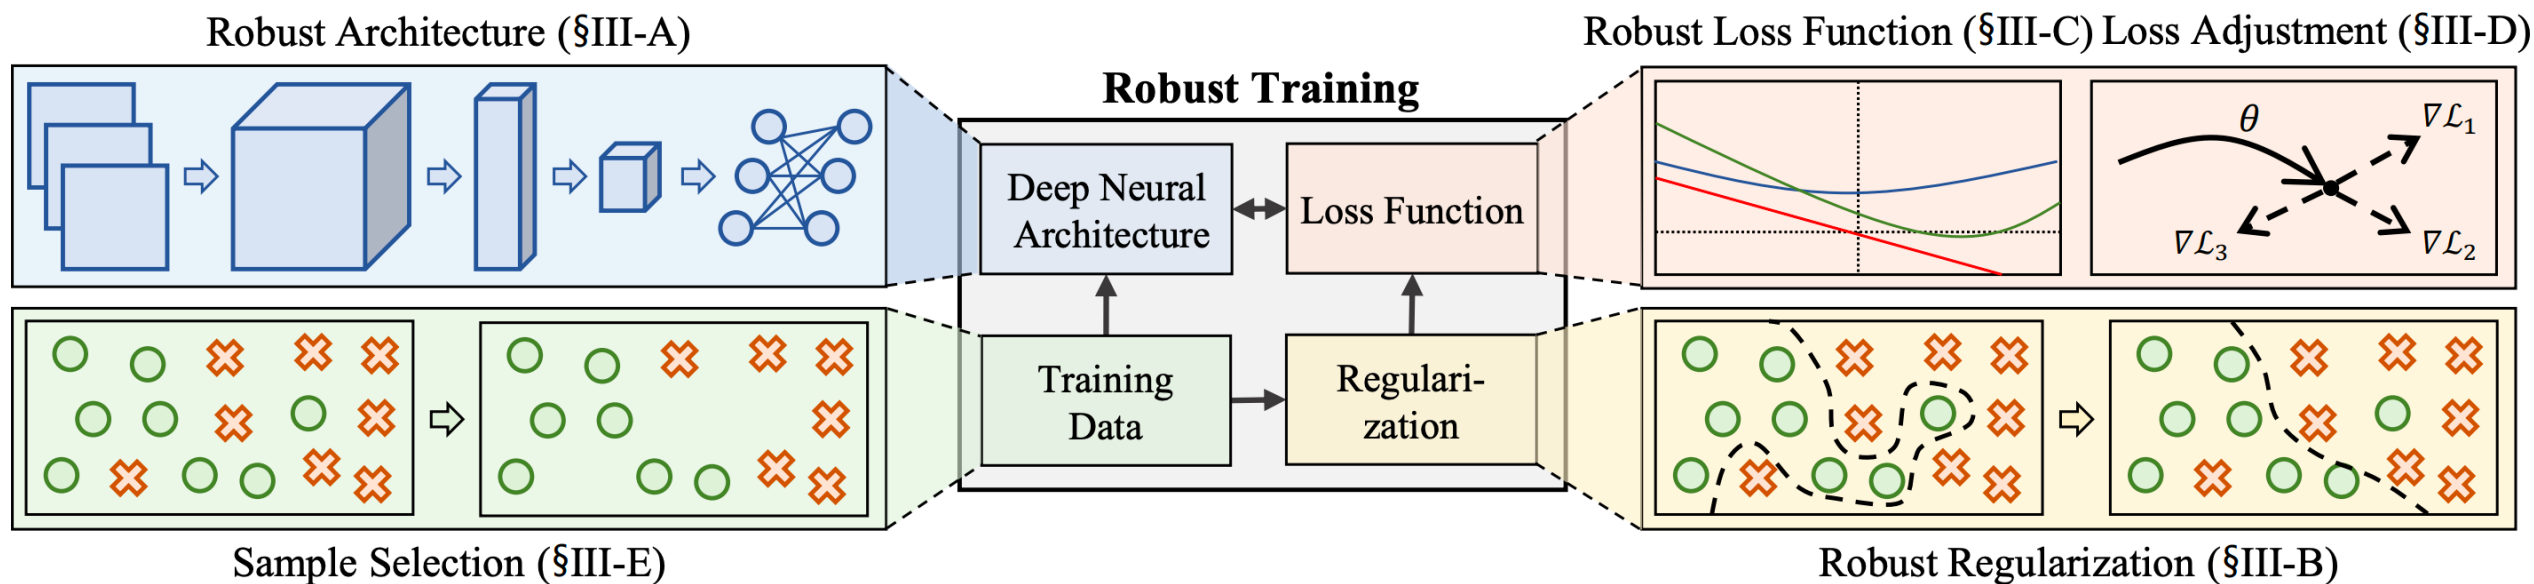 Robust Architecture (§III-A)
Robust Training
Robust Loss Function (§III-C) Loss Adjustment (§III-D)
Deep Neural
Architecture
Loss Function
θ
∇ℒ₁
∇ℒ₂
∇ℒ₃
Training
Data
Regulari-
zation
Sample Selection (§III-E)
Robust Regularization (§III-B)